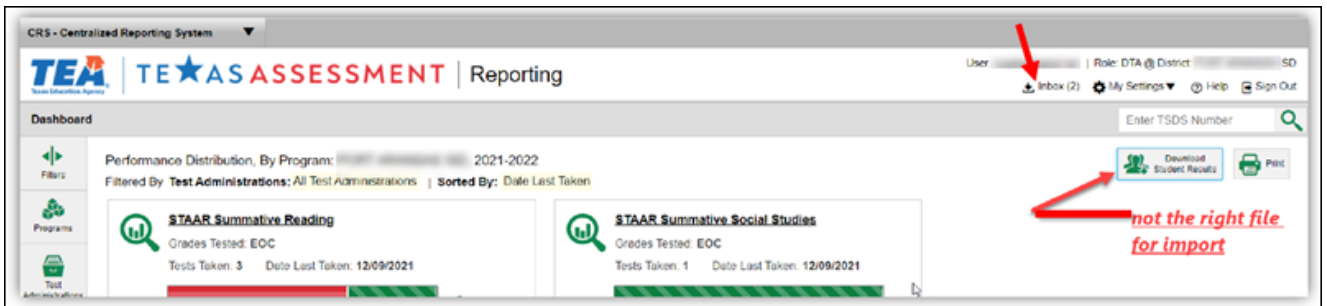 CRS - Centralized Reporting System ▼
TEA | TEXAS ASSESSMENT | Reporting
Texas Education Agency
User | Role: DTA @ District: SD
Inbox (2) My Settings ▼ Help Sign Out
Dashboard
Enter TSDS Number
Filters
Performance Distribution, By Program: 2021-2022
Filtered By Test Administrations: All Test Administrations | Sorted By: Date Last Taken
Download
Student Results
Print
Programs
STAAR Summative Reading
Grades Tested: EOC
Tests Taken: 3 Date Last Taken: 12/09/2021
STAAR Summative Social Studies
Grades Tested: EOC
Tests Taken: 1 Date Last Taken: 12/09/2021
not the right file
for import
Test
Administrations